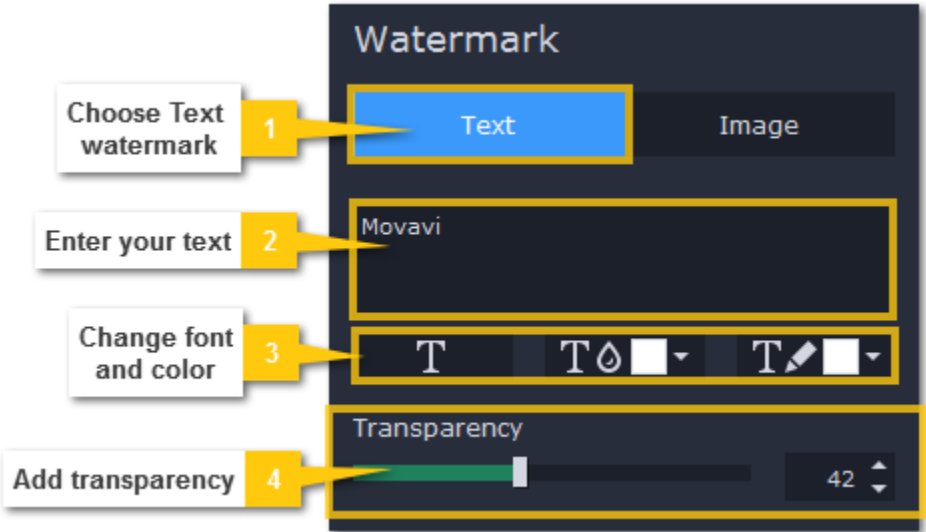 Watermark
Choose Text
watermark
1
Text
Image
Enter your text
2
Movavi
Change font
and color
3
T
T
T
Transparency
Add transparency
4
42